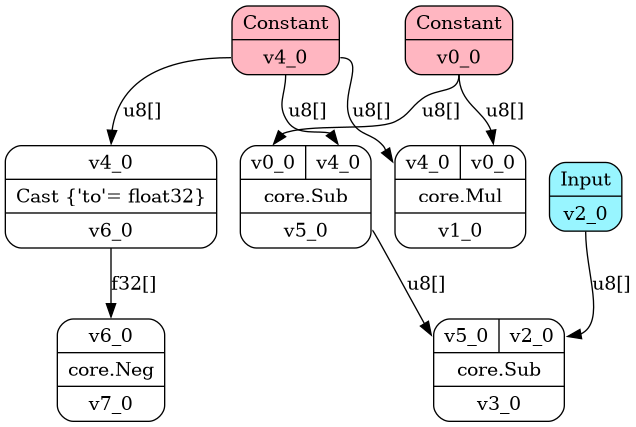 Constant
v4_0
Constant
v0_0
u8[]
u8[]
u8[]
u8[]
u8[]
v4_0
Cast {'to'= float32}
v6_0
v0_0 v4_0
core.Sub
v5_0
v4_0 v0_0
core.Mul
v1_0
Input
v2_0
f32[]
u8[]
u8[]
v6_0
core.Neg
v7_0
v5_0 v2_0
core.Sub
v3_0